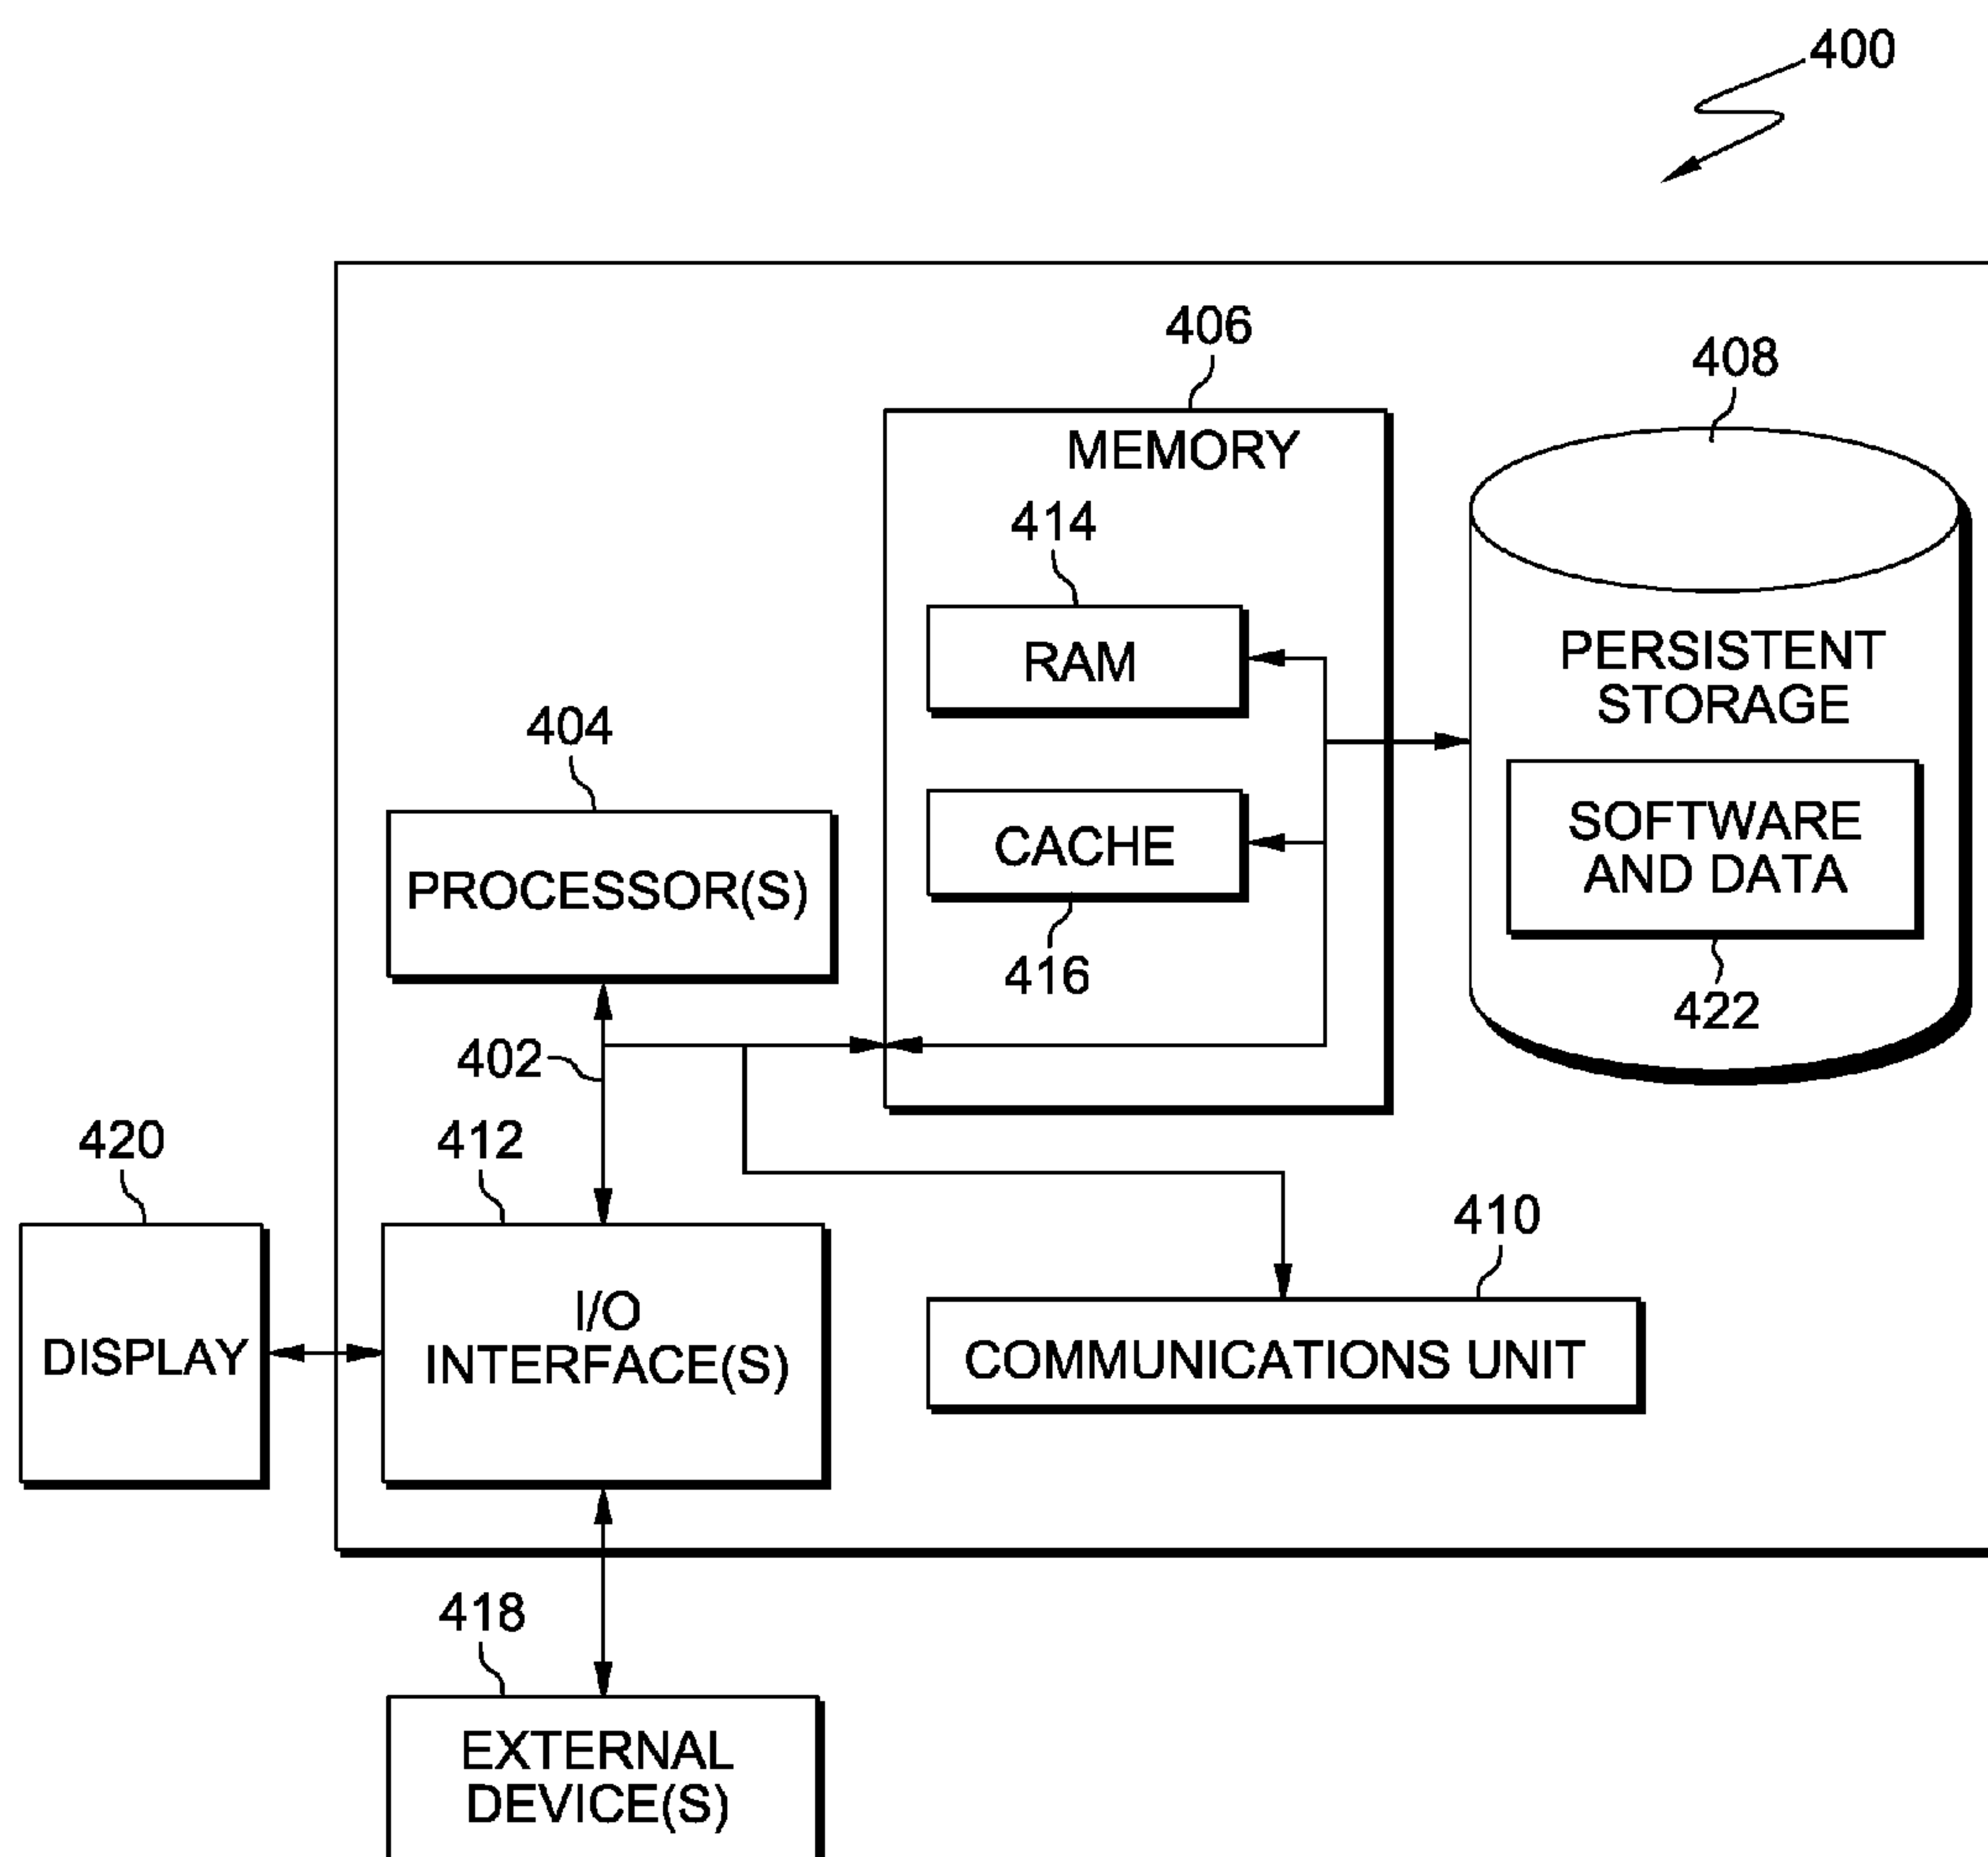 400
406
408
MEMORY
414
RAM
PERSISTENT
STORAGE
404
CACHE
SOFTWARE
AND DATA
PROCESSOR(S)
416
422
402
420
412
410
DISPLAY
I/O
INTERFACE(S)
COMMUNICATIONS UNIT
418
EXTERNAL
DEVICE(S)